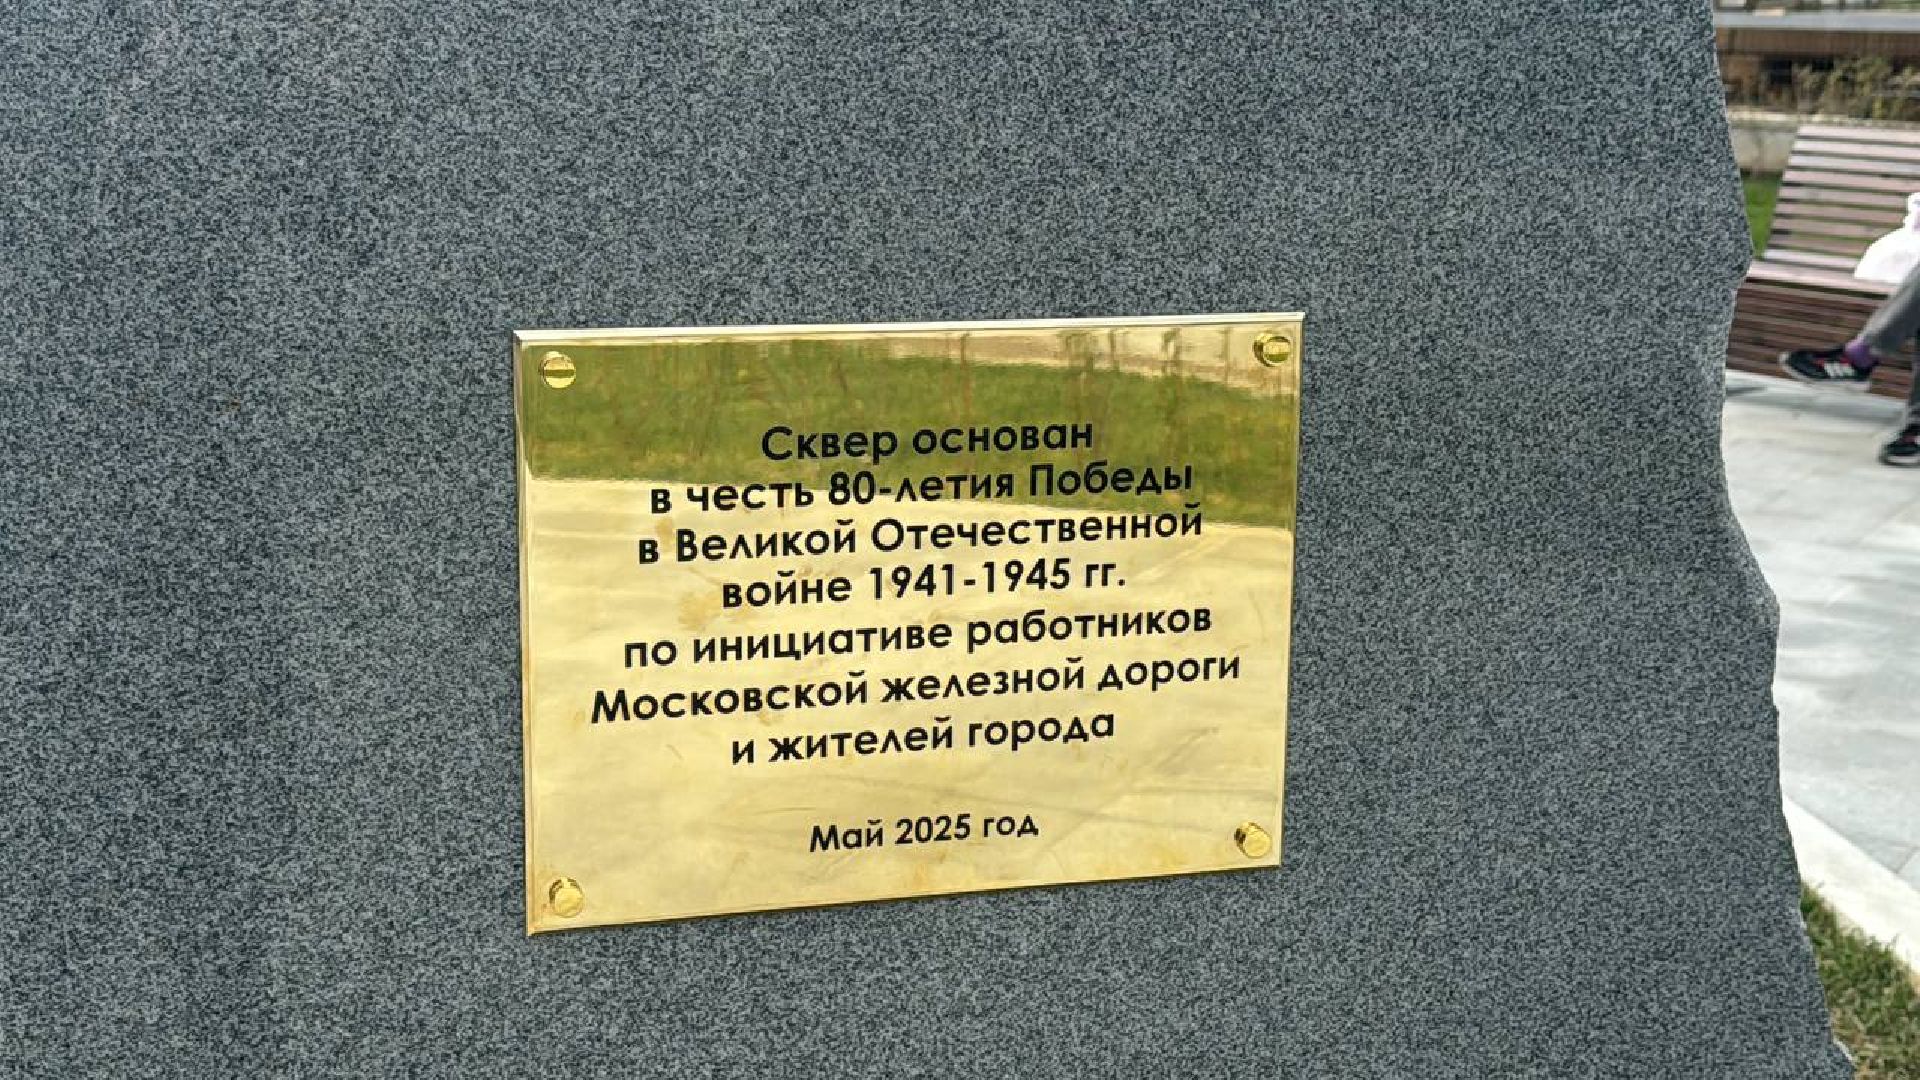 Сквер основан
в честь 80-летия Победы
в Великой Отечественной
войне 1941-1945 гг.
по инициативе работников
Московской железной дороги
и жителей города
Май 2025 год